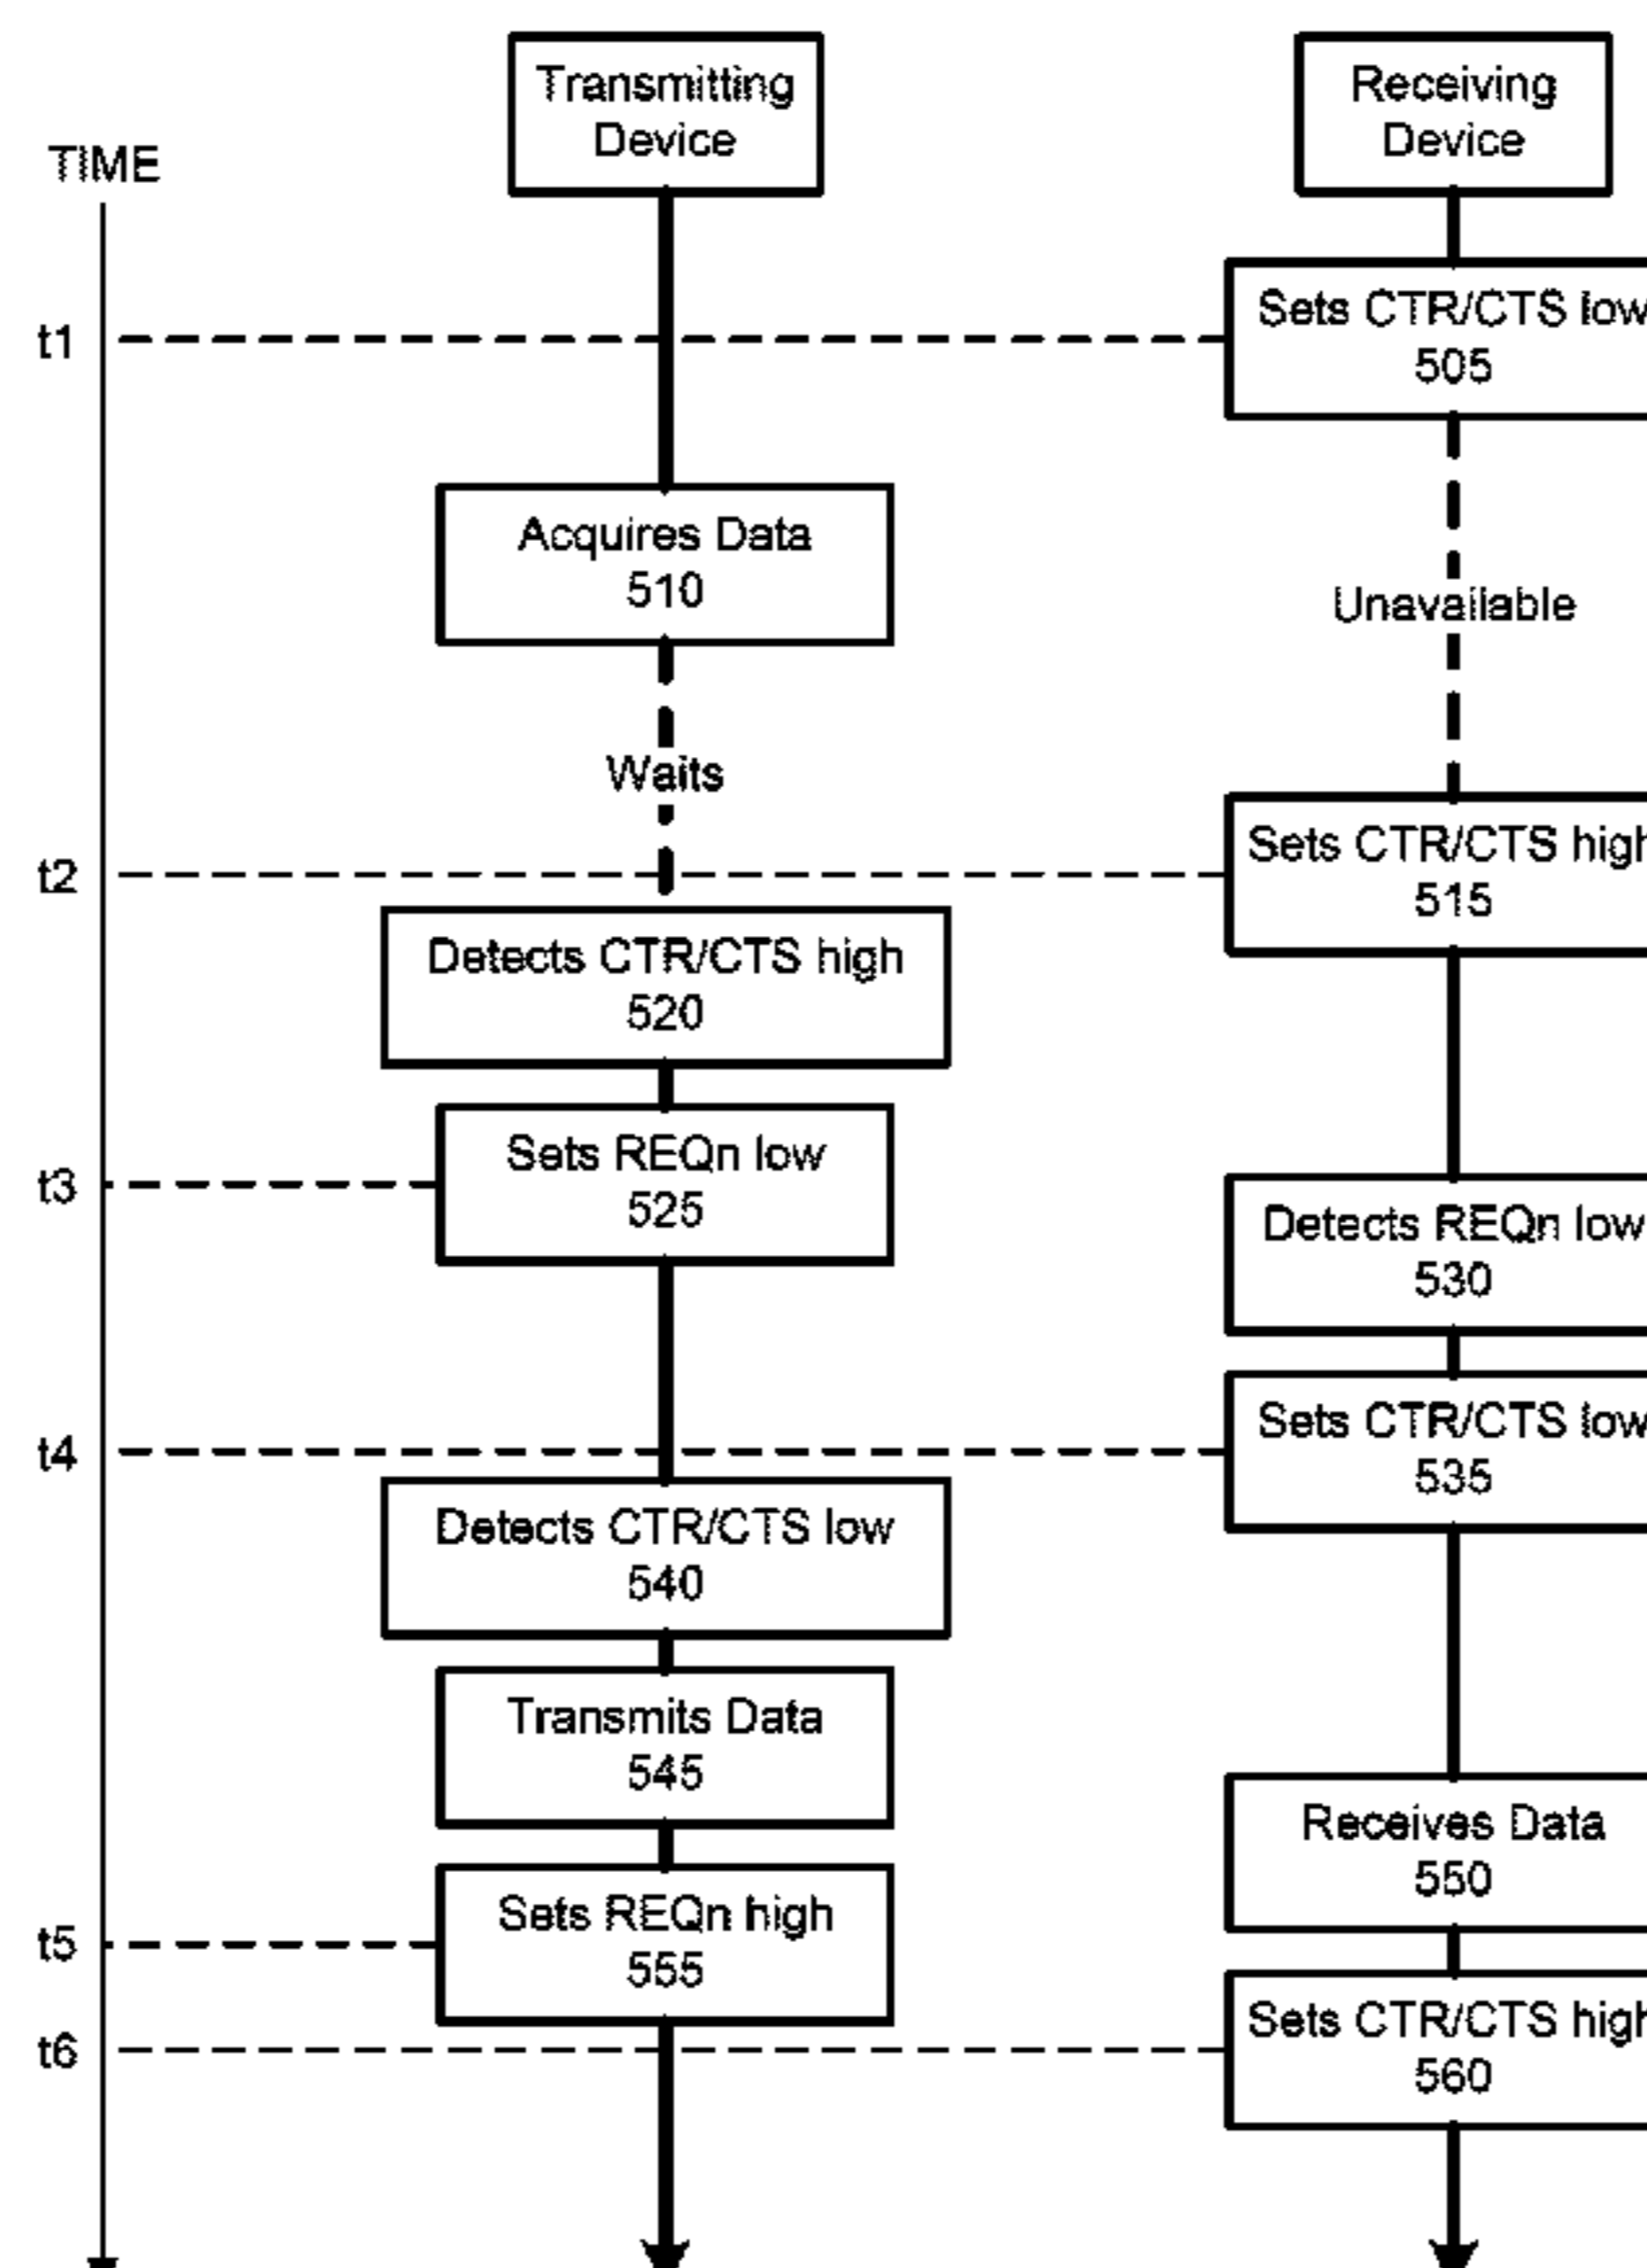 Transmitting
Device
Receiving
Device
TIME
t1
Sets CTR/CTS low
505
Acquires Data
510
Unavailable
Waits
t2
Sets CTR/CTS high
515
Detects CTR/CTS high
520
t3
Sets REQn low
525
Detects REQn low
530
t4
Sets CTR/CTS low
535
Detects CTR/CTS low
540
Transmits Data
545
Receives Data
550
t5
Sets REQn high
555
t6
Sets CTR/CTS high
560